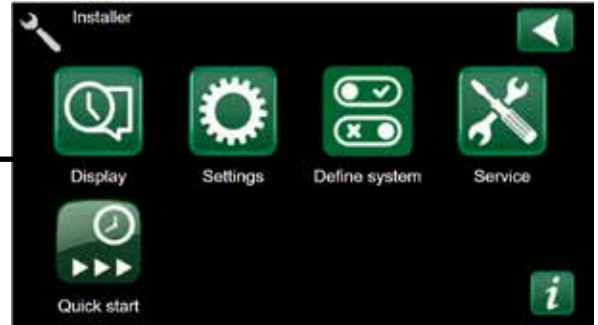 Installer
Display
Settings
Define system
Service
Quick start
i